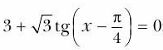 3 + √3 tg(x − π/4) = 0